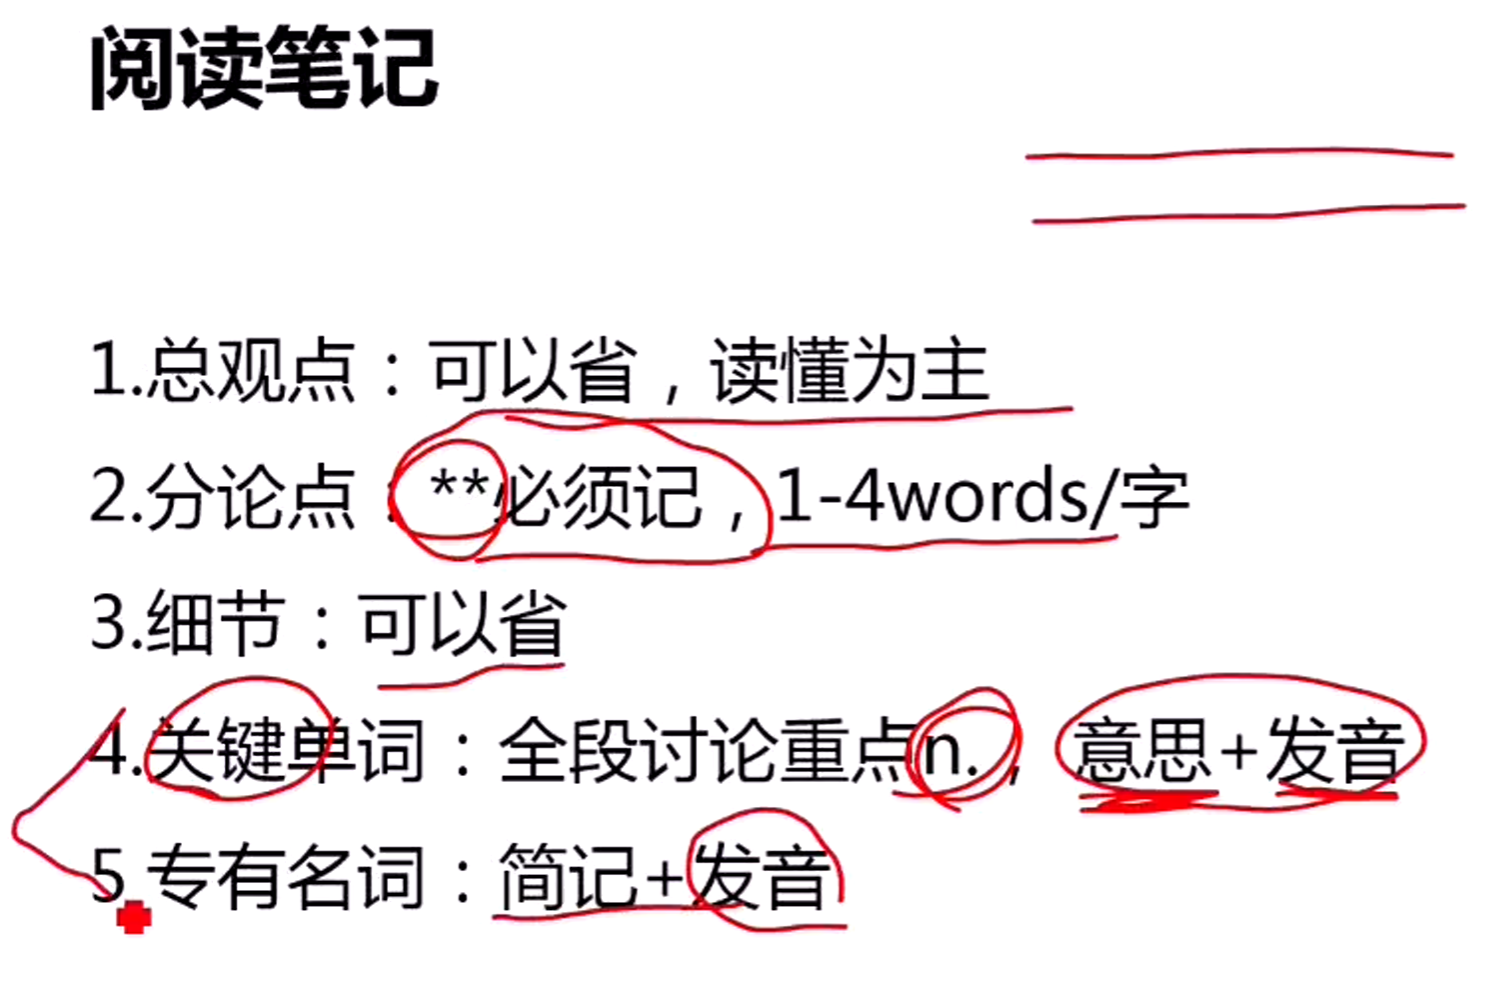 阅读笔记
1.总观点：可以省，读懂为主
2.分论点：**必须记，1-4words/字
3.细节：可以省
4.关键单词：全段讨论重点n.，意思+发音
5.专有名词：简记+发音